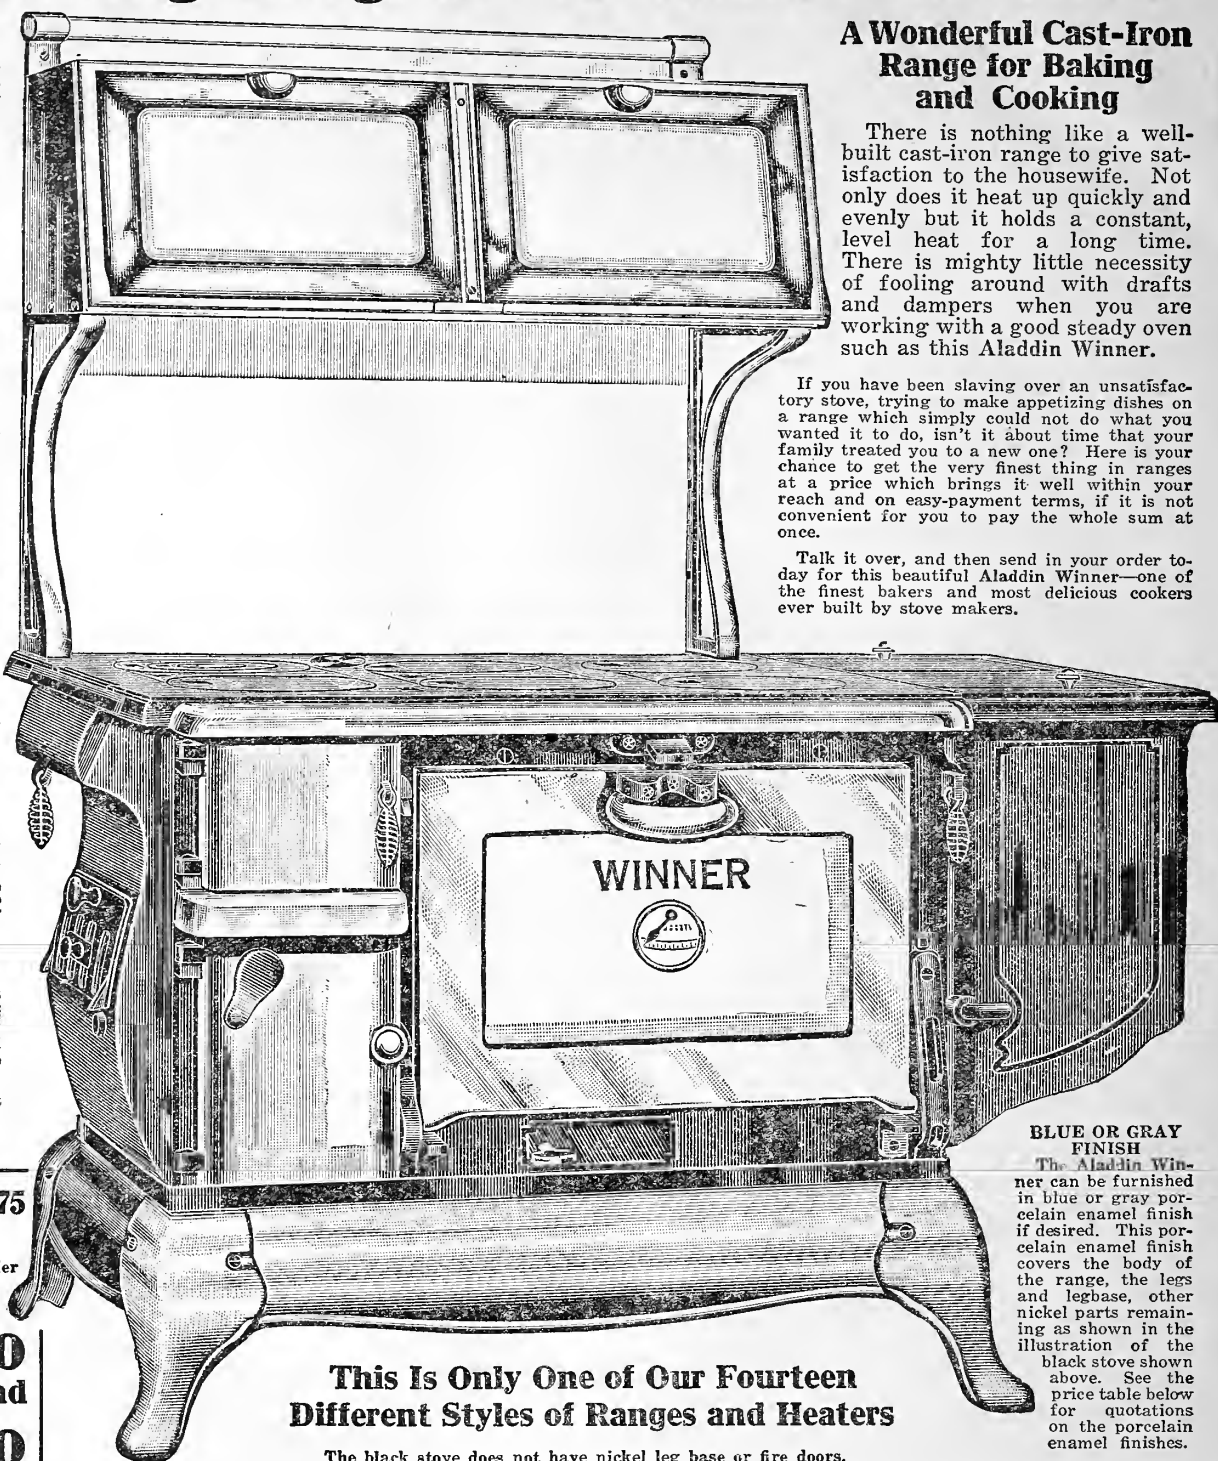 A Wonderful Cast-Iron
Range for Baking
and Cooking
There is nothing like a well-
built cast-iron range to give sat-
isfaction to the housewife. Not
only does it heat up quickly and
evenly but it holds a constant,
level heat for a long time.
There is mighty little necessity
of fooling around with drafts
and dampers when you are
working with a good steady oven
such as this Aladdin Winner.
If you have been slaving over an unsatisfac-
tory stove, trying to make appetizing dishes on
a range which simply could not do what you
wanted it to do, isn't it about time that your
family treated you to a new one? Here is your
chance to get the very finest thing in ranges
at a price which brings it well within your
reach and on easy-payment terms, if it is not
convenient for you to pay the whole sum at
once.
Talk it over, and then send in your order to-
day for this beautiful Aladdin Winner—one of
the finest bakers and most delicious cookers
ever built by stove makers.
WINNER
BLUE OR GRAY
FINISH
The Aladdin Win-
ner can be furnished
in blue or gray por-
celain enamel finish
if desired. This por-
celain enamel finish
covers the body of
the range, the legs
and legbase, other
nickel parts remain-
ing as shown in the
illustration of the
black stove shown
above. See the
price table below
for quotations
on the porcelain
enamel finishes.
75
er
0
nd
0
This Is Only One of Our Fourteen
Different Styles of Ranges and Heaters
The black stove does not have nickel leg base or fire doors.